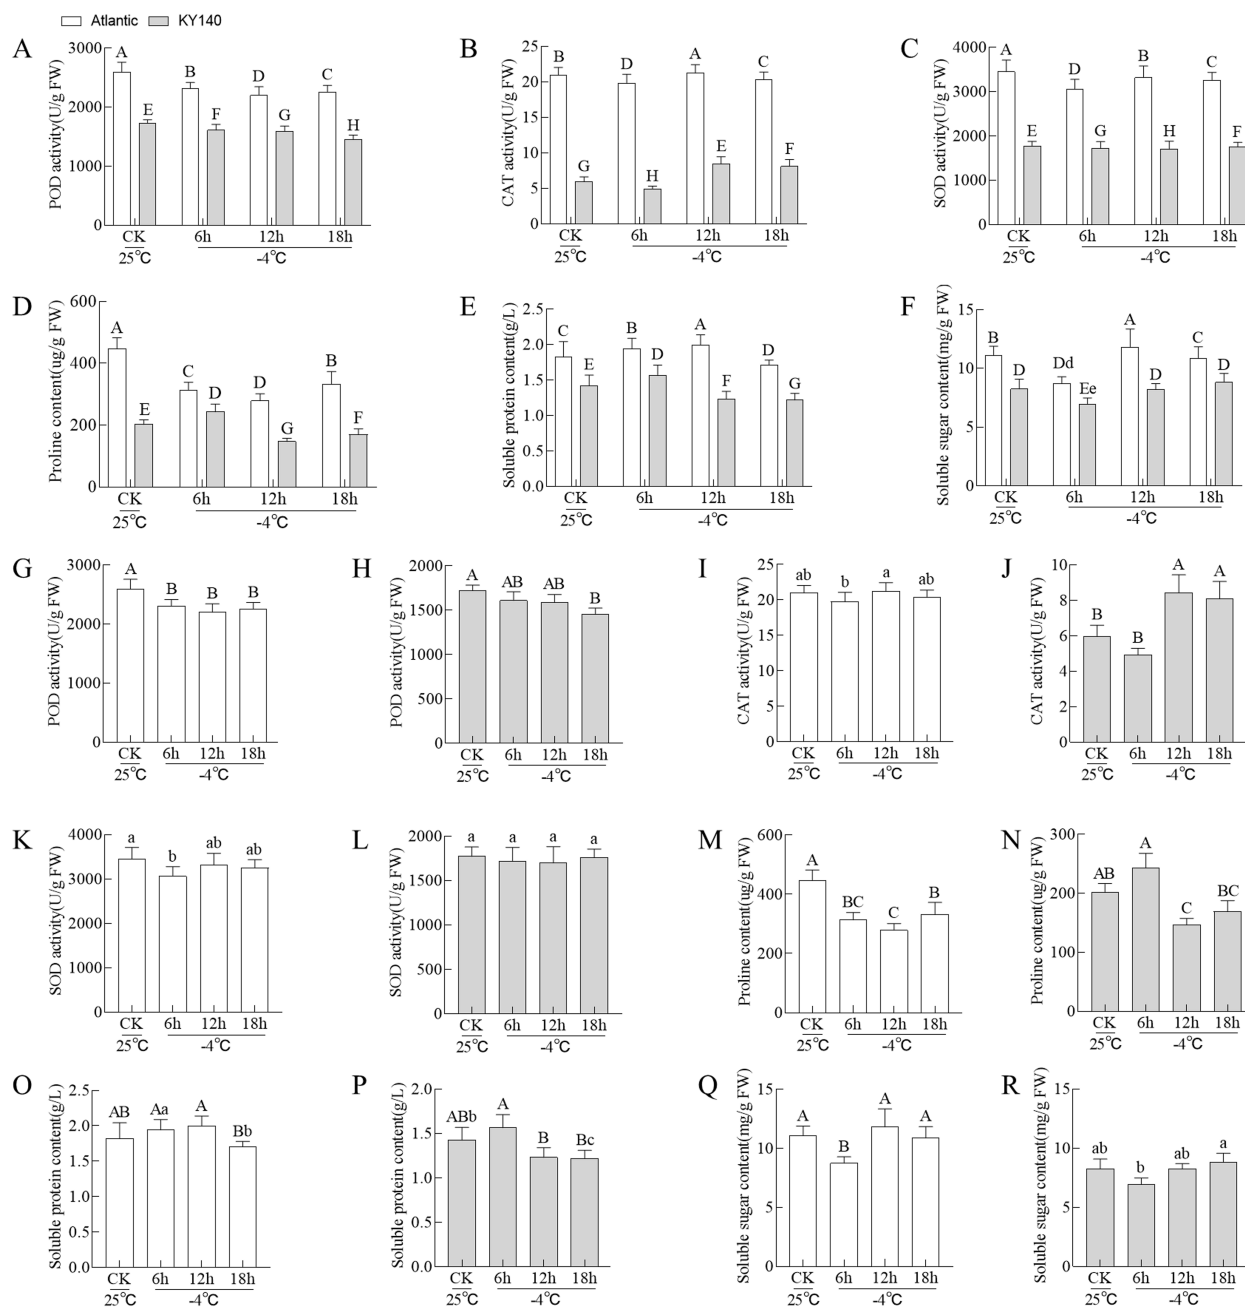 Atlantic KY140
A
POD activity(U/g FW)
3000
2000
1000
0
A E B F D G C H
CK 6h 12h 18h
25℃ -4℃
B
CAT activity(U/g FW)
25
20
15
10
5
0
B G D H A E C F
CK 6h 12h 18h
25℃ -4℃
C
SOD activity(U/g FW)
4000
3000
2000
1000
0
A E D G B H C F
CK 6h 12h 18h
25℃ -4℃
D
Proline content(ug/g FW)
600
400
200
0
A E C D D G B F
CK 6h 12h 18h
25℃ -4℃
E
Soluble protein content(g/L)
2.5
2.0
1.5
1.0
0.5
0.0
C E B D A F D G
CK 6h 12h 18h
25℃ -4℃
F
Soluble sugar content(mg/g FW)
15
10
5
0
B D Dd Ee A D C D
CK 6h 12h 18h
25℃ -4℃
G
POD activity(U/g FW)
3000
2000
1000
0
A B B B
CK 6h 12h 18h
25℃ -4℃
H
POD activity(U/g FW)
2000
1500
1000
500
0
A AB AB B
CK 6h 12h 18h
25℃ -4℃
I
CAT activity(U/g FW)
25
20
15
10
5
0
ab b a ab
CK 6h 12h 18h
25℃ -4℃
J
CAT activity(U/g FW)
10
8
6
4
2
0
B B A A
CK 6h 12h 18h
25℃ -4℃
K
SOD activity(U/g FW)
4000
3000
2000
1000
0
a b ab ab
CK 6h 12h 18h
25℃ -4℃
L
SOD activity(U/g FW)
2000
1500
1000
500
0
a a a a
CK 6h 12h 18h
25℃ -4℃
M
Proline content(ug/g FW)
600
400
200
0
A BC C B
CK 6h 12h 18h
25℃ -4℃
N
Proline content(ug/g FW)
300
200
100
0
AB A C BC
CK 6h 12h 18h
25℃ -4℃
O
Soluble protein content(g/L)
2.5
2.0
1.5
1.0
0.5
0.0
AB Aa A Bb
CK 6h 12h 18h
25℃ -4℃
P
Soluble protein content(g/L)
2.0
1.5
1.0
0.5
0.0
ABb A B Bc
CK 6h 12h 18h
25℃ -4℃
Q
Soluble sugar content(mg/g FW)
15
10
5
0
A B A A
CK 6h 12h 18h
25℃ -4℃
R
Soluble sugar content(mg/g FW)
15
10
5
0
ab b ab a
CK 6h 12h 18h
25℃ -4℃